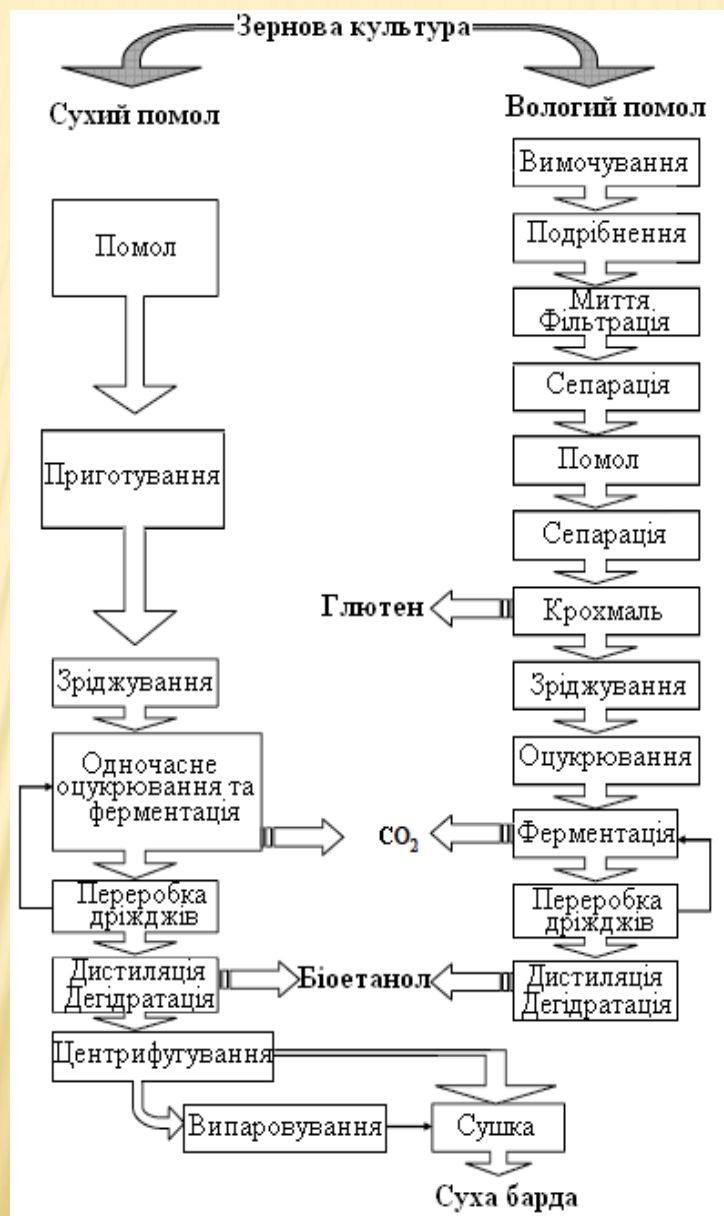 Зернова культура
Сухий помол
Помол
Приготування
Зріджування
Одночасне
оцукрювання та
ферментація
Переробка
дріжджів
Дистиляція
Дегідратація
Центрифугування
Випаровування
Сушка
Суха барда
Вологий помол
Вимочування
Подрібнення
Миття
Фільтрація
Сепарація
Помол
Сепарація
Глютен
Крохмаль
Зріджування
Оцукрювання
CO2
Ферментація
Переробка
дріжджів
Біоетанол
Дистиляція
Дегідратація